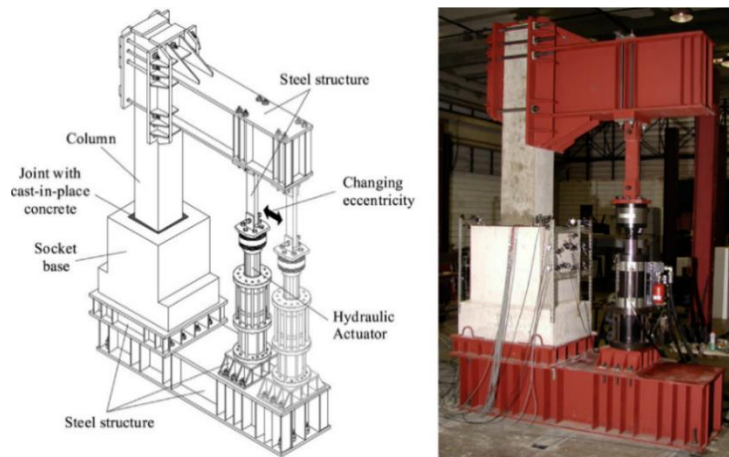 Steel structure
Column
Joint with
cast-in-place
concrete
Changing
eccentricity
Socket
base
Hydraulic
Actuator
Steel structure